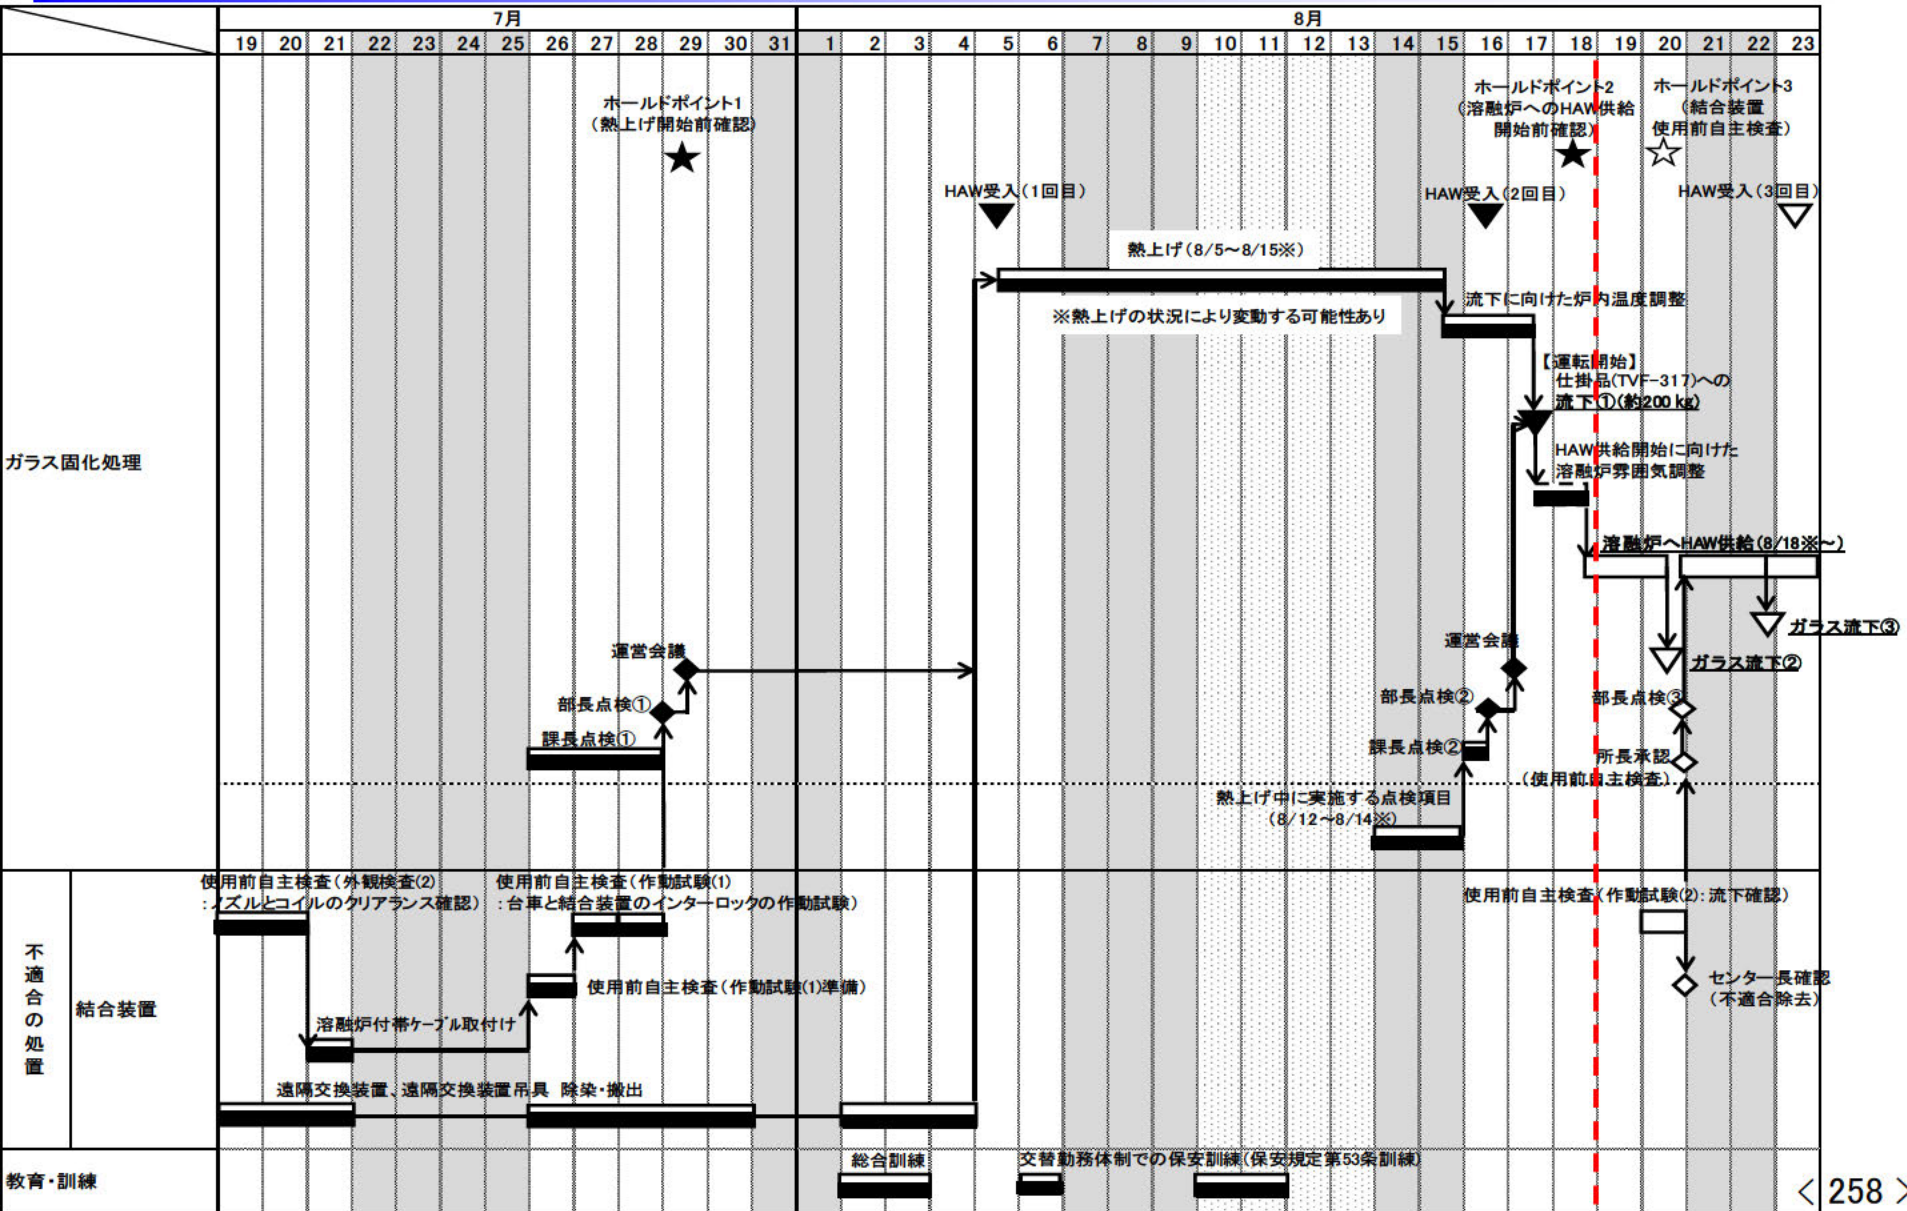 7月
8月
19 20 21 22 23 24 25 26 27 28 29 30 31 1 2 3 4 5 6 7 8 9 10 11 12 13 14 15 16 17 18 19 20 21 22 23
ガラス固化処理
ホールドポイント1
(熱上げ開始前確認)
ホールドポイント2
(溶融炉へのHAW供給
開始前確認)
ホールドポイント3
(結合装置
使用前自主検査)
HAW受入(1回目)
HAW受入(2回目)
HAW受入(3回目)
熱上げ(8/5~8/15※)
※熱上げの状況により変動する可能性あり
流下に向けた炉内温度調整
【運転開始】
仕掛品(TVF-317)への
流下①(約200 kg)
HAW供給開始に向けた
溶融炉雰囲気調整
溶融炉へHAW供給(8/18※~)
ガラス流下③
ガラス流下②
運営会議
部長点検①
課長点検①
運営会議
部長点検②
課長点検②
部長点検③
所長承認
(使用前自主検査)
熱上げ中に実施する点検項目
(8/12~8/14※)
不適合の処置
結合装置
使用前自主検査(外観検査(2)
:ノズルとコイルのクリアランス確認)
使用前自主検査(作動試験(1)
:台車と結合装置のインターロックの作動試験)
使用前自主検査(作動試験(2):流下確認)
使用前自主検査(作動試験(1)準備)
センター長確認
(不適合除去)
溶融炉付帯ケーブル取付け
遠隔交換装置、遠隔交換装置吊具 除染・搬出
教育・訓練
総合訓練
交替勤務体制での保安訓練(保安規定第53条訓練)
<258>